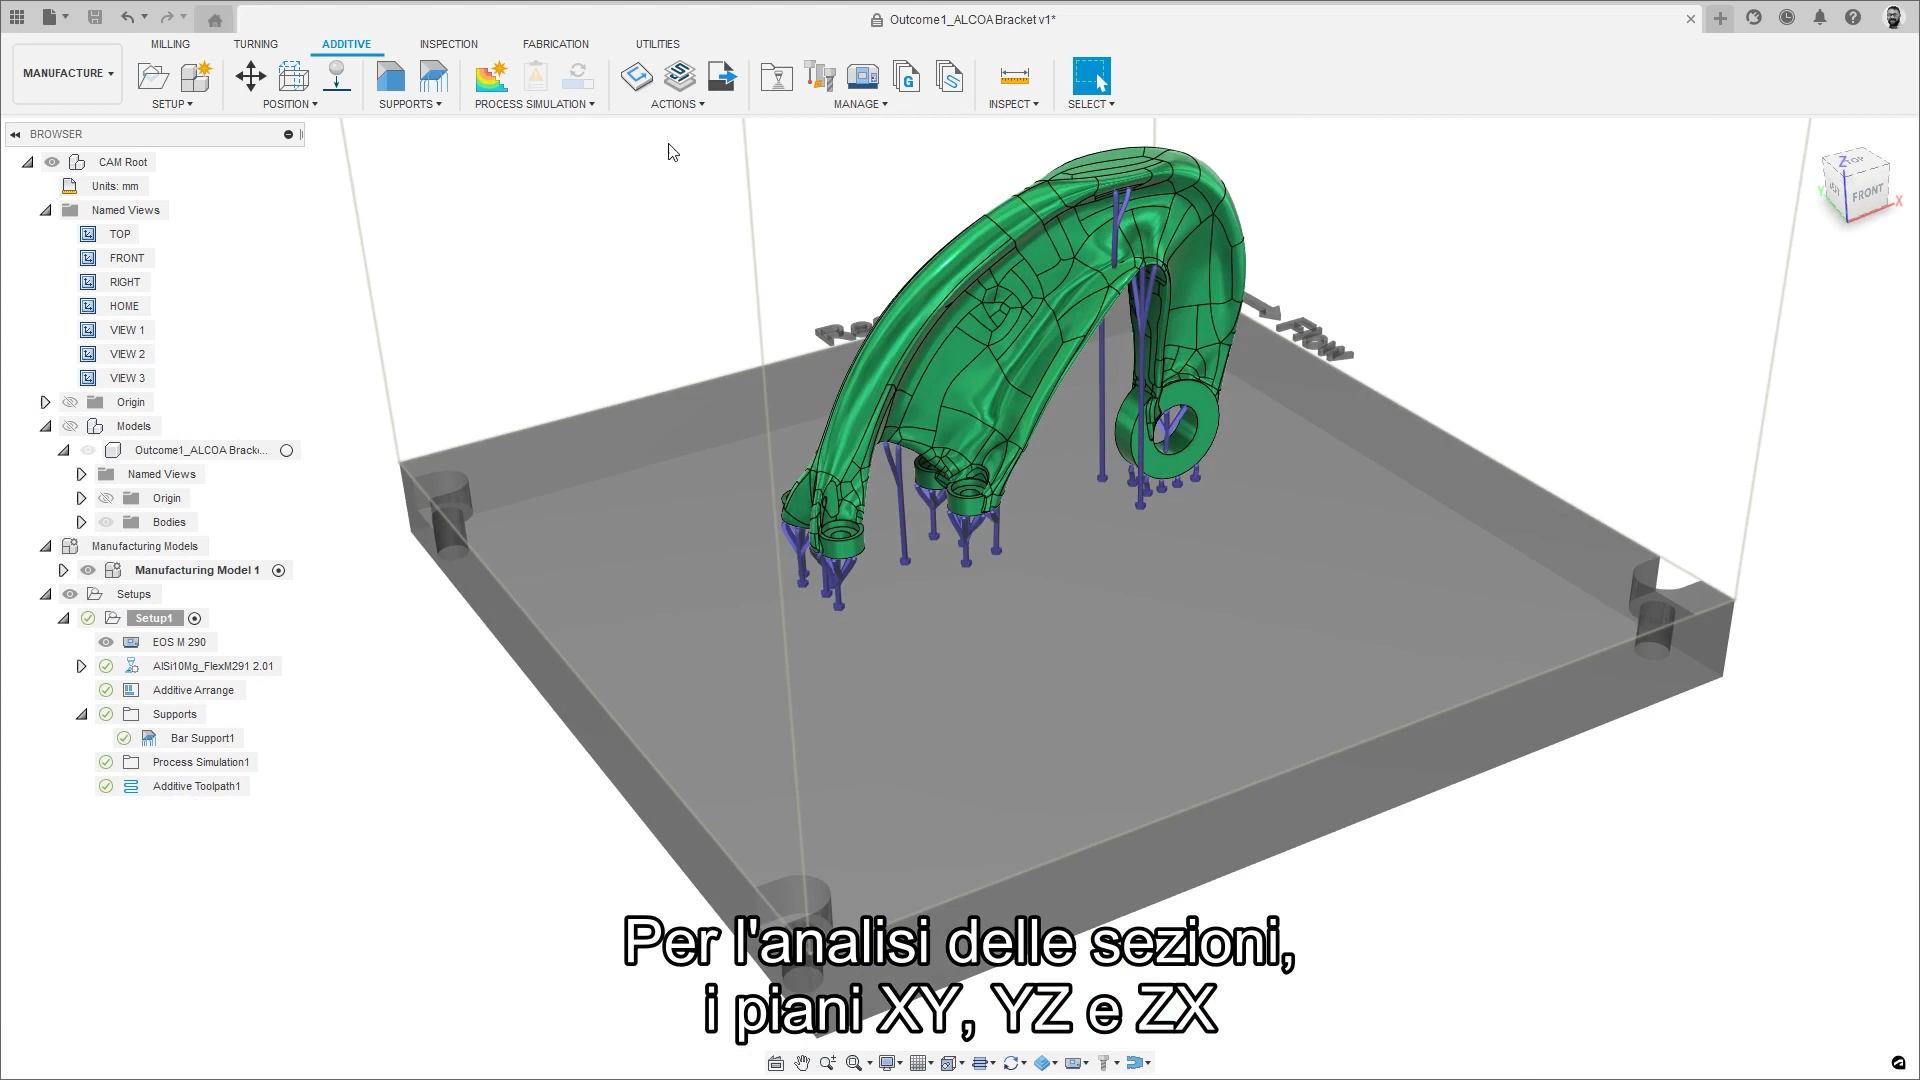 Outcome1_ALCOA Bracket v1*
MANUFACTURE
MILLING
TURNING
ADDITIVE
INSPECTION
FABRICATION
UTILITIES
SETUP
POSITION
SUPPORTS
PROCESS SIMULATION
ACTIONS
MANAGE
INSPECT
SELECT
BROWSER
CAM Root
Units: mm
Named Views
TOP
FRONT
RIGHT
HOME
VIEW 1
VIEW 2
VIEW 3
Origin
Models
Outcome1_ALCOA Bracke...
Named Views
Origin
Bodies
Manufacturing Models
Manufacturing Model 1
Setups
Setup1
EOS M 290
AlSi10Mg_FlexM291 2.01
Additive Arrange
Supports
Bar Support1
Process Simulation1
Additive Toolpath1
Z
TOP
FRONT
Y
X
Flow
Per l'analisi delle sezioni,
i piani XY, YZ e ZX